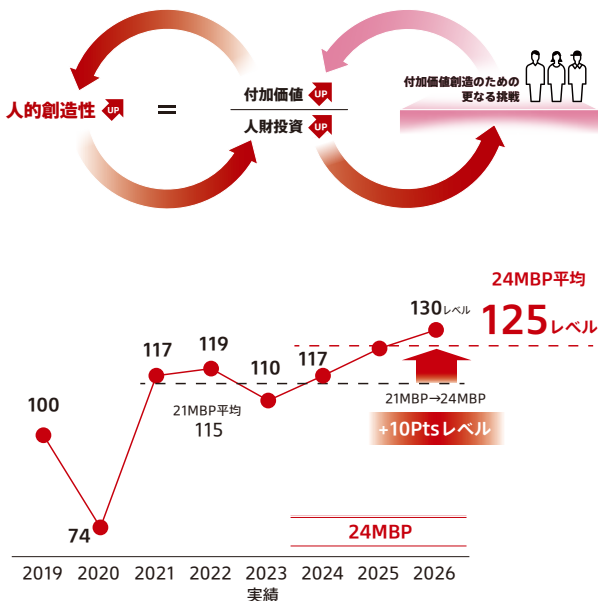 人的創造性 UP
=
付加価値 UP
人財投資 UP
付加価値創造のための
更なる挑戦
24MBP平均
125レベル
130レベル
119
117
117
110
100
74
21MBP平均
115
21MBP→24MBP
+10Ptsレベル
24MBP
2019 2020 2021 2022 2023 2024 2025 2026
実績